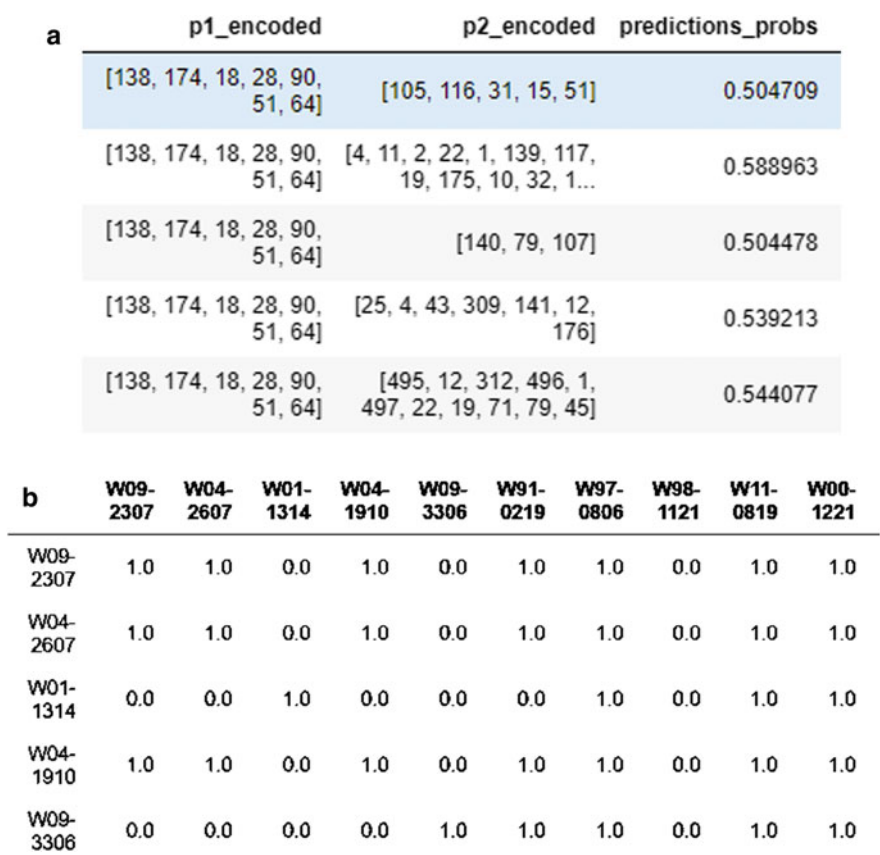 a
p1_encoded p2_encoded predictions_probs
[138, 174, 18, 28, 90,
51, 64]
[105, 116, 31, 15, 51]
0.504709
[138, 174, 18, 28, 90,
51, 64]
[4, 11, 2, 22, 1, 139, 117,
19, 175, 10, 32, 1...
0.588963
[138, 174, 18, 28, 90,
51, 64]
[140, 79, 107]
0.504478
[138, 174, 18, 28, 90,
51, 64]
[25, 4, 43, 309, 141, 12,
176]
0.539213
[138, 174, 18, 28, 90,
51, 64]
[495, 12, 312, 496, 1,
497, 22, 19, 71, 79, 45]
0.544077
b
W09- W04- W01- W04- W09- W91- W97- W98- W11- W00-
2307 2607 1314 1910 3306 0219 0806 1121 0819 1221
W09-
2307
1.0 1.0 0.0 1.0 0.0 1.0 1.0 0.0 1.0 1.0
W04-
2607
1.0 1.0 0.0 1.0 0.0 1.0 1.0 0.0 1.0 1.0
W01-
1314
0.0 0.0 1.0 0.0 0.0 0.0 1.0 0.0 1.0 1.0
W04-
1910
1.0 1.0 0.0 1.0 0.0 1.0 1.0 0.0 1.0 1.0
W09-
3306
0.0 0.0 0.0 0.0 1.0 1.0 1.0 0.0 1.0 1.0